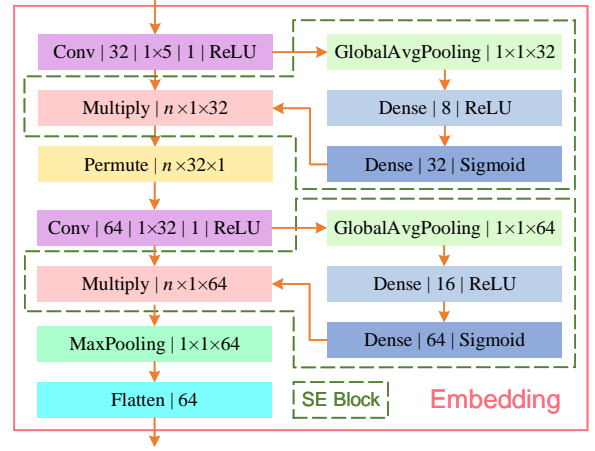 Conv | 32 | 1×5 | 1 | ReLU
GlobalAvgPooling | 1×1×32
Multiply | n×1×32
Dense | 8 | ReLU
Permute | n×32×1
Dense | 32 | Sigmoid
Conv | 64 | 1×32 | 1 | ReLU
GlobalAvgPooling | 1×1×64
Multiply | n×1×64
Dense | 16 | ReLU
MaxPooling | 1×1×64
Dense | 64 | Sigmoid
Flatten | 64
SE Block
Embedding